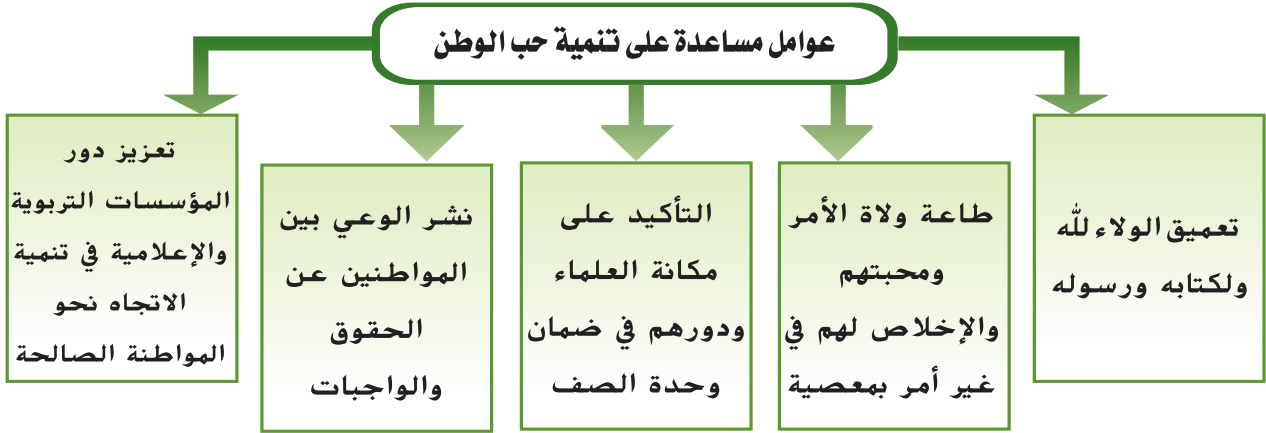 عوامل مساعدة على تنمية حب الوطن
تعميق الولاء لله
ولكتابه ورسوله
طاعة ولاة الأمر
ومحبتهم
والإخلاص لهم في
غير أمر بمعصية
التأكيد على
مكانة العلماء
ودورهم في ضمان
وحدة الصف
نشر الوعي بين
المواطنين عن
الحقوق
والواجبات
تعزيز دور
المؤسسات التربوية
والإعلامية في تنمية
الاتجاه نحو
المواطنة الصالحة